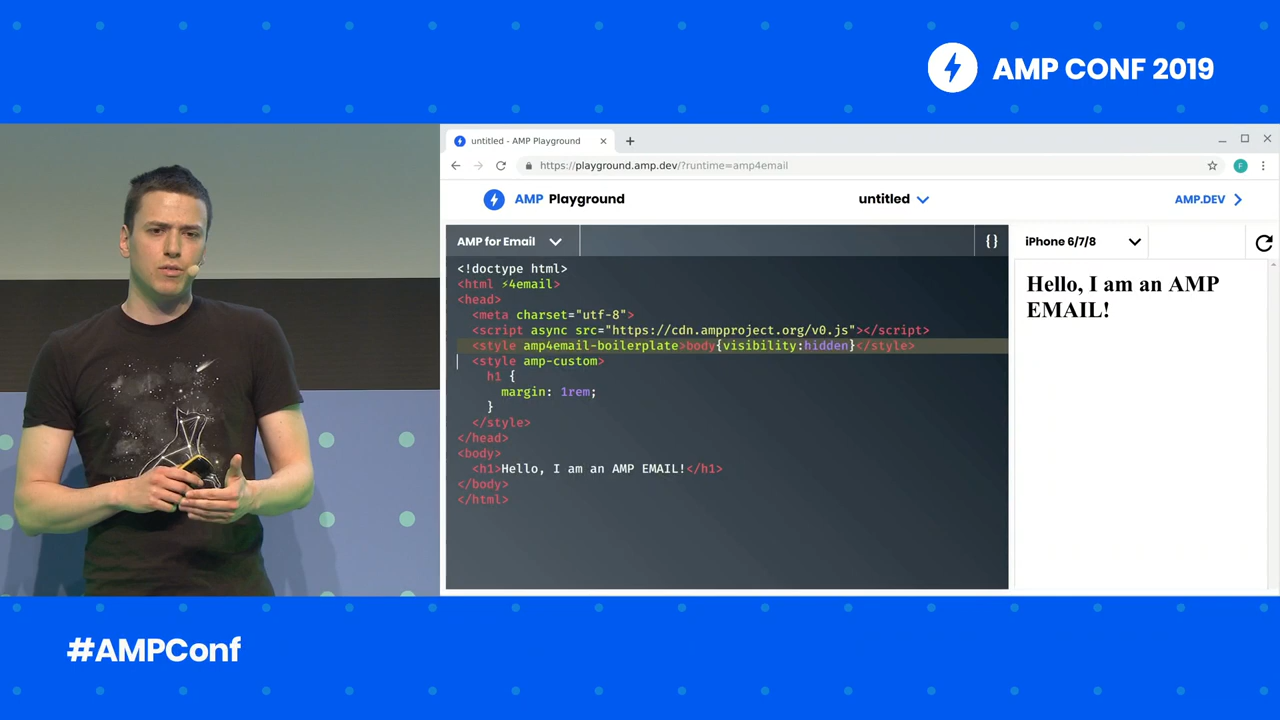 AMP CONF 2019
untitled - AMP Playground
https://playground.amp.dev/?runtime=amp4email
F
AMP Playground
untitled
AMP.DEV
AMP for Email
{}
iPhone 6/7/8
<!doctype html>
<html ⚡4email>
<head>
<meta charset="utf-8">
<script async src="https://cdn.ampproject.org/v0.js"></script>
<style amp4email-boilerplate>body{visibility:hidden}</style>
<style amp-custom>
h1 {
margin: 1rem;
}
</style>
</head>
<body>
<h1>Hello, I am an AMP EMAIL!</h1>
</body>
</html>
Hello, I am an AMP
EMAIL!
#AMPConf